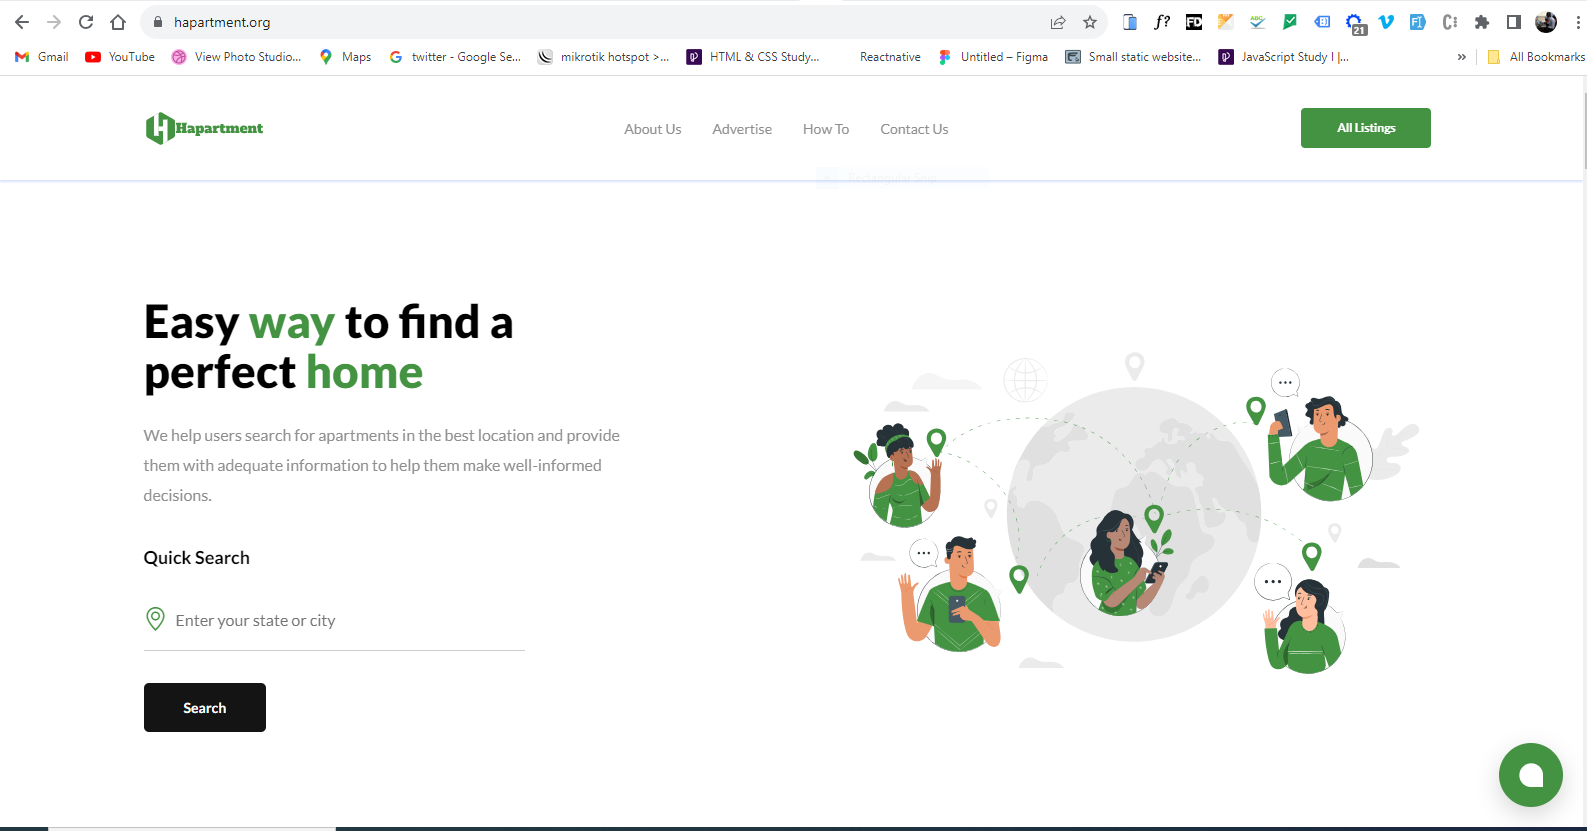 hapartment.org
21
Gmail
YouTube
View Photo Studio...
Maps
twitter - Google Se...
mikrotik hotspot >...
HTML & CSS Study...
Reactnative
Untitled – Figma
Small static website...
JavaScript Study I |...
»
All Bookmarks
Hapartment
About Us
Advertise
How To
Contact Us
All Listings
Easy way to find a
perfect home
We help users search for apartments in the best location and provide
them with adequate information to help them make well-informed
decisions.
Quick Search
Enter your state or city
Search